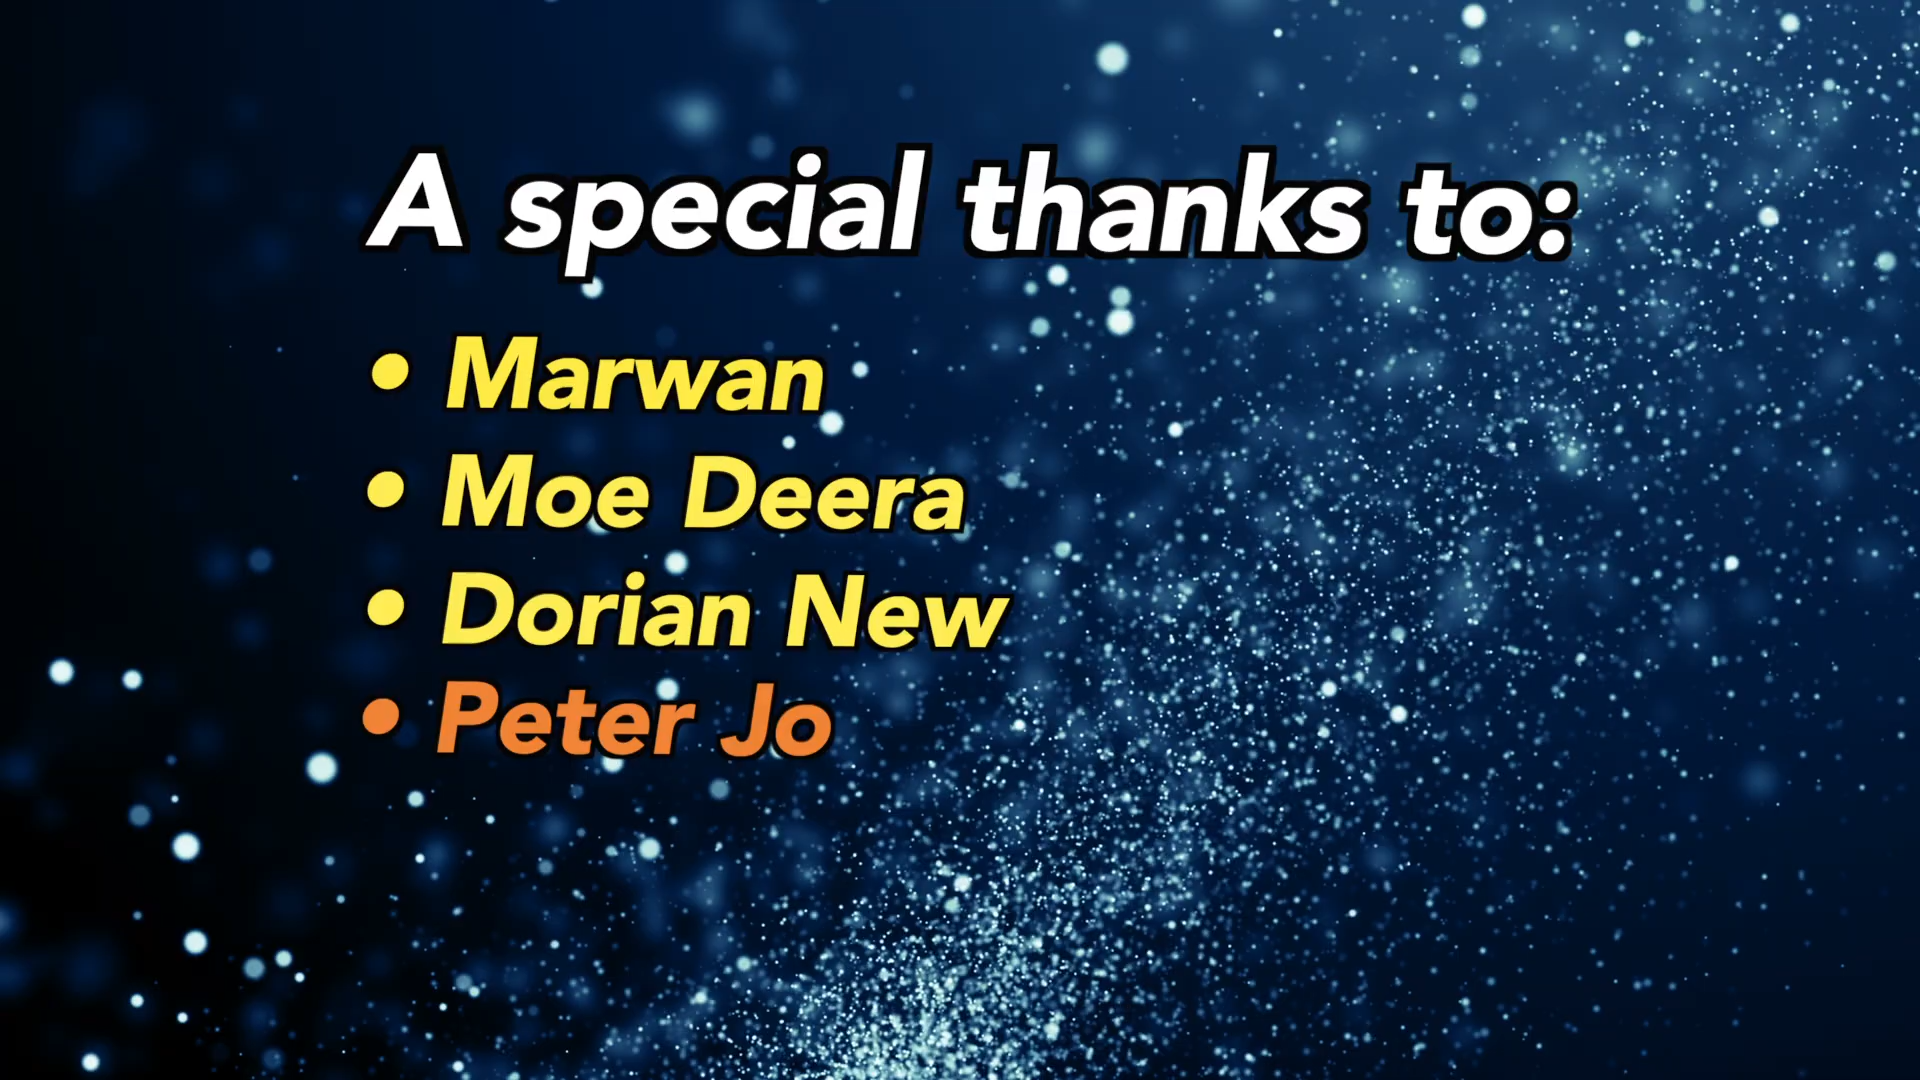 A special thanks to:
• Marwan
• Moe Deera
• Dorian New
• Peter Jo